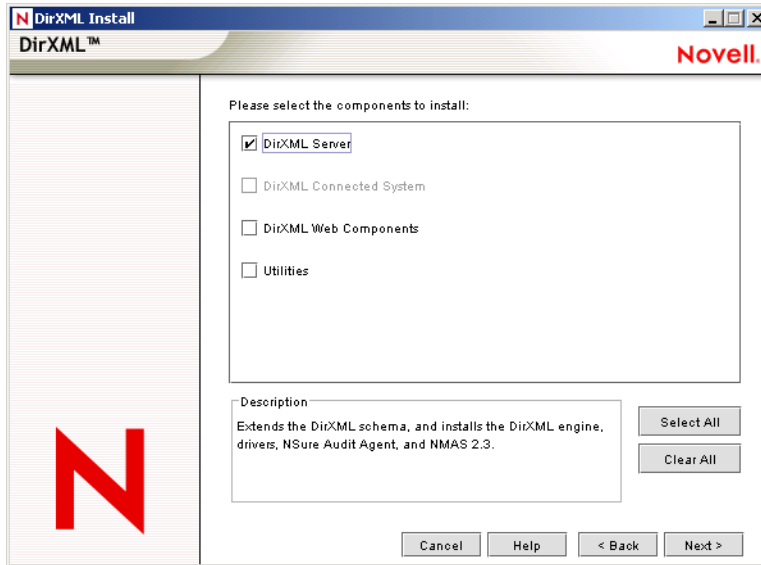 N DirXML Install
DirXML™
Novell.
Please select the components to install:
DirXML Server
DirXML Connected System
DirXML Web Components
Utilities
Description
Extends the DirXML schema, and installs the DirXML engine,
drivers, NSure Audit Agent, and NMAS 2.3.
Select All
Clear All
N
Cancel
Help
< Back
Next >